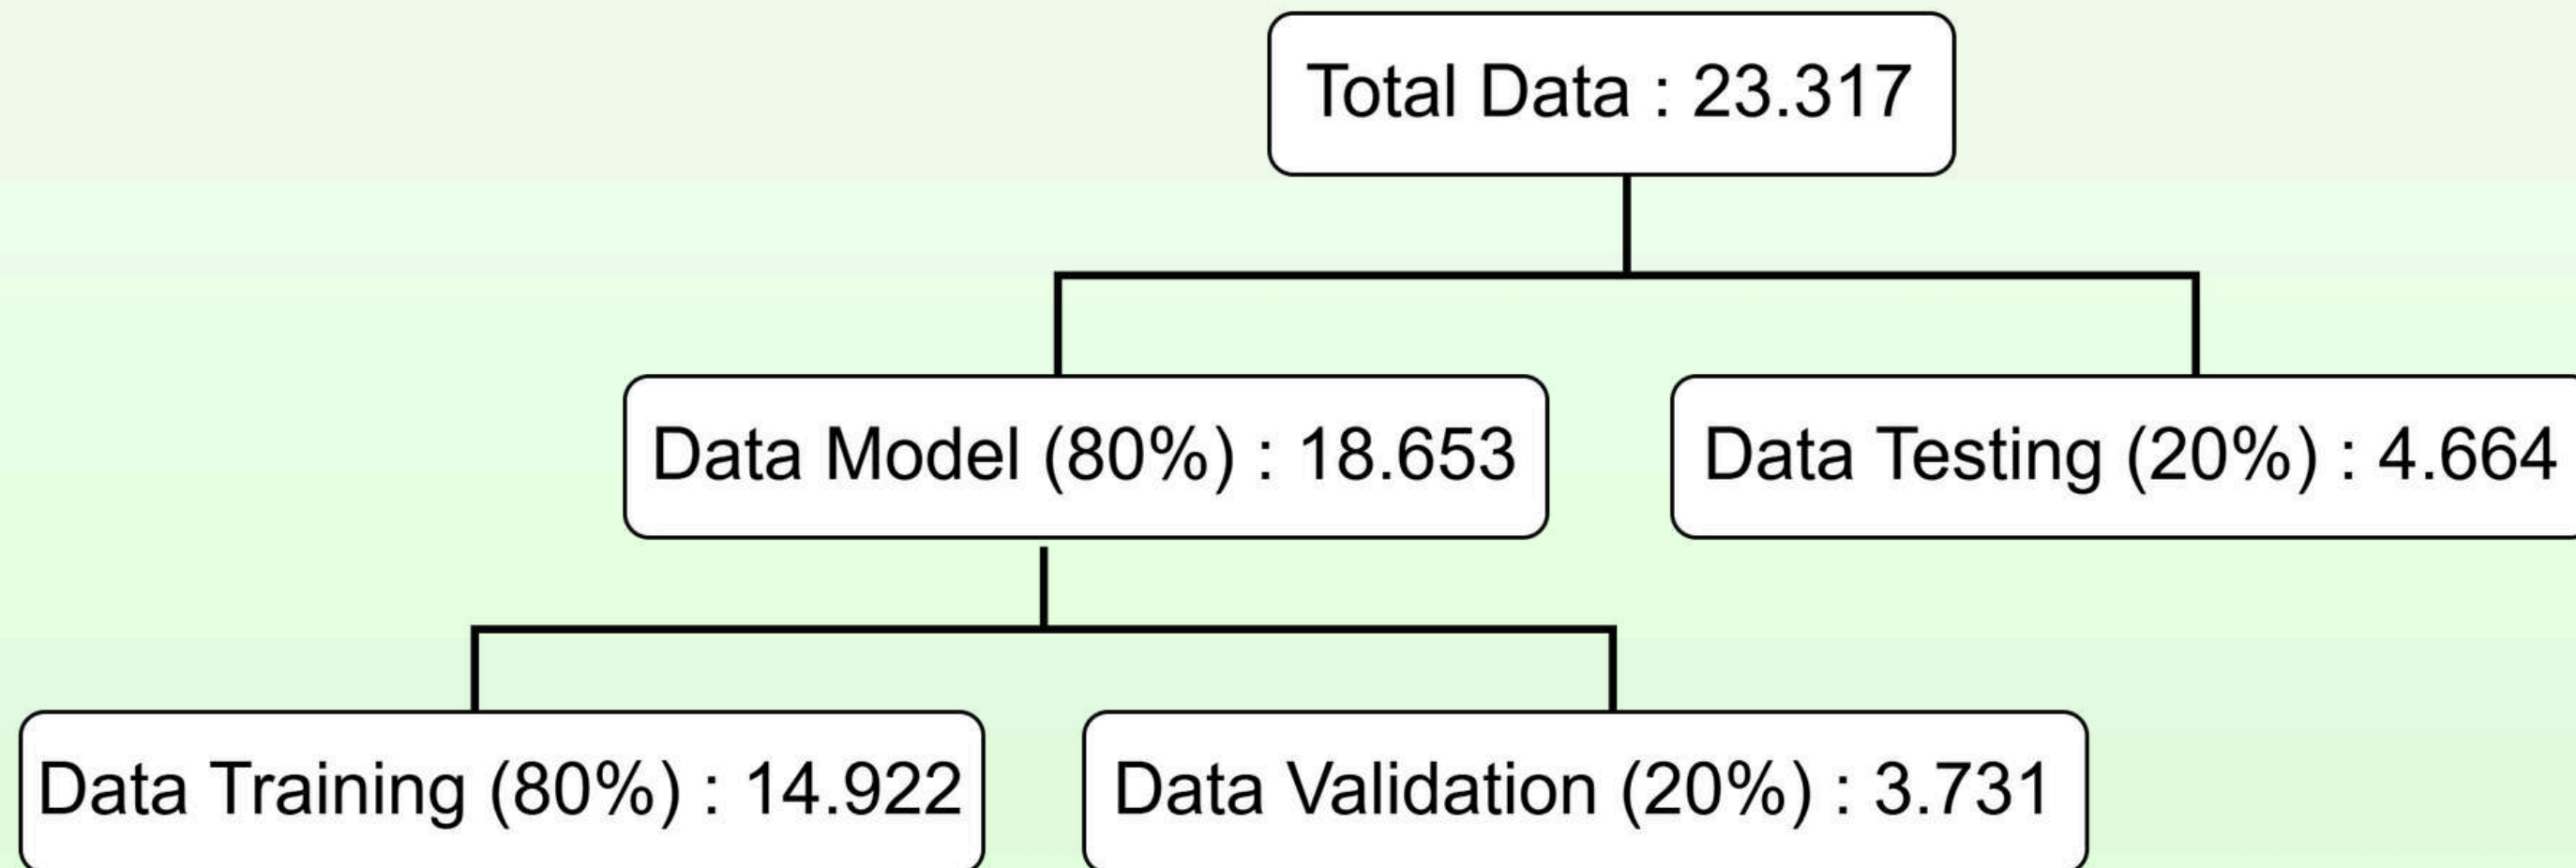 Total Data : 23.317
Data Model (80%) : 18.653
Data Testing (20%) : 4.664
Data Training (80%) : 14.922
Data Validation (20%) : 3.731